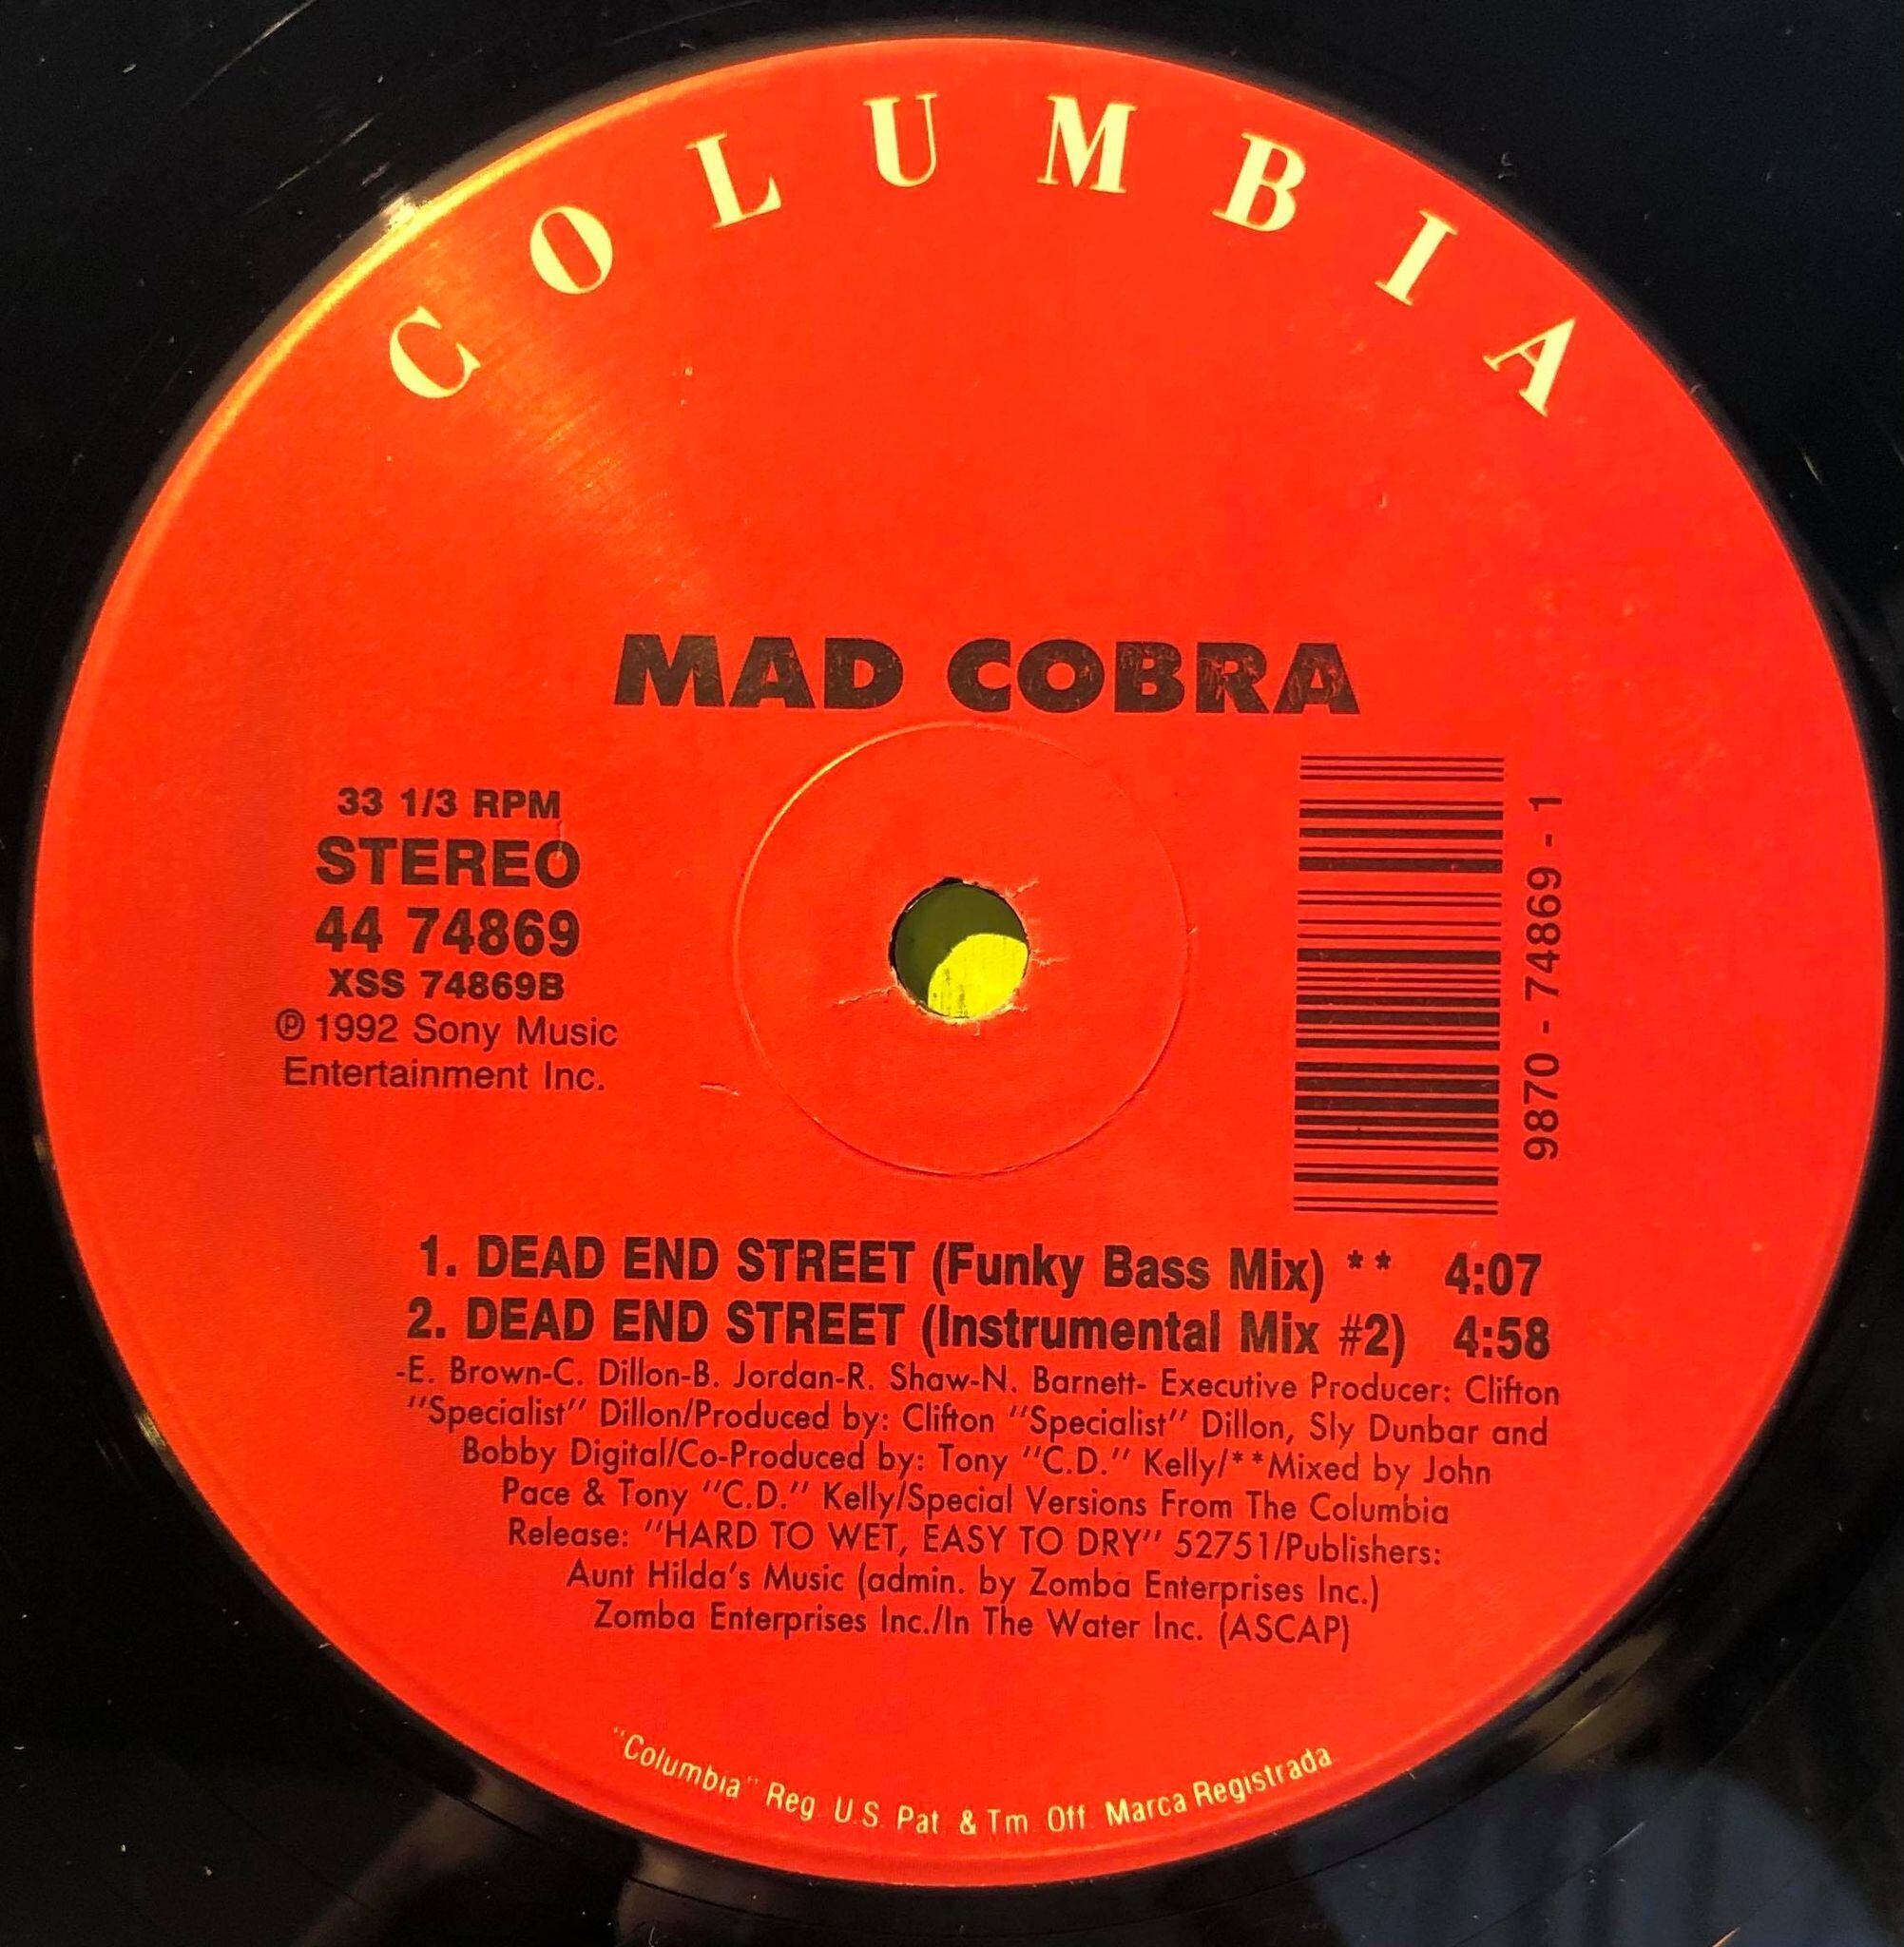 COLUMBIA
MAD COBRA
33 1/3 RPM
STEREO
44 74869
XSS 74869B
Ⓟ 1992 Sony Music
Entertainment Inc.
9870 - 74869 - 1
1. DEAD END STREET (Funky Bass Mix) ** 4:07
2. DEAD END STREET (Instrumental Mix #2) 4:58
-E. Brown-C. Dillon-B. Jordan-R. Shaw-N. Barnett- Executive Producer: Clifton
"Specialist" Dillon/Produced by: Clifton "Specialist" Dillon, Sly Dunbar and
Bobby Digital/Co-Produced by: Tony "C.D." Kelly/**Mixed by John
Pace & Tony "C.D." Kelly/Special Versions From The Columbia
Release: "HARD TO WET, EASY TO DRY" 52751/Publishers:
Aunt Hilda's Music (admin. by Zomba Enterprises Inc.)
Zomba Enterprises Inc./In The Water Inc. (ASCAP)
"Columbia" Reg. U.S. Pat. & Tm. Off. Marca Registrada